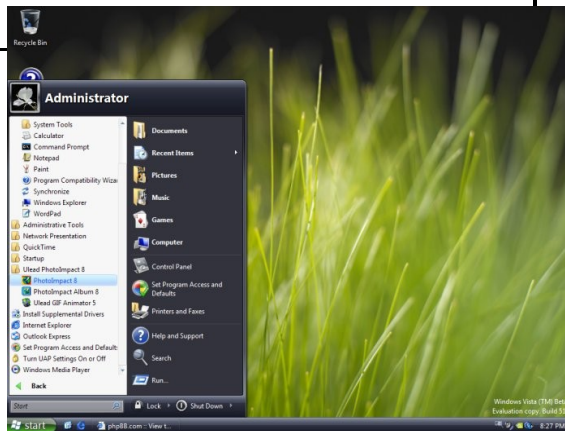 Recycle Bin
Administrator
System Tools
Calculator
Command Prompt
Notepad
Paint
Program Compatibility Wiza
Synchronize
Windows Explorer
WordPad
Administrative Tools
Network Presentation
QuickTime
Startup
Ulead PhotoImpact 8
PhotoImpact 8
PhotoImpact Album 8
Ulead GIF Animator 5
Install Supplemental Drivers
Internet Explorer
Outlook Express
Set Program Access and Defaults
Turn UAP Settings On or Off
Windows Media Player
Back
Start
Documents
Recent Items
Pictures
Music
Games
Computer
Control Panel
Set Program Access and
Defaults
Printers and Faxes
Help and Support
Search
Run...
Lock
Shut Down
Windows Vista (TM) Beta
Evaluation copy. Build 51
start
phpBB.com :: View t...
8:27 PM